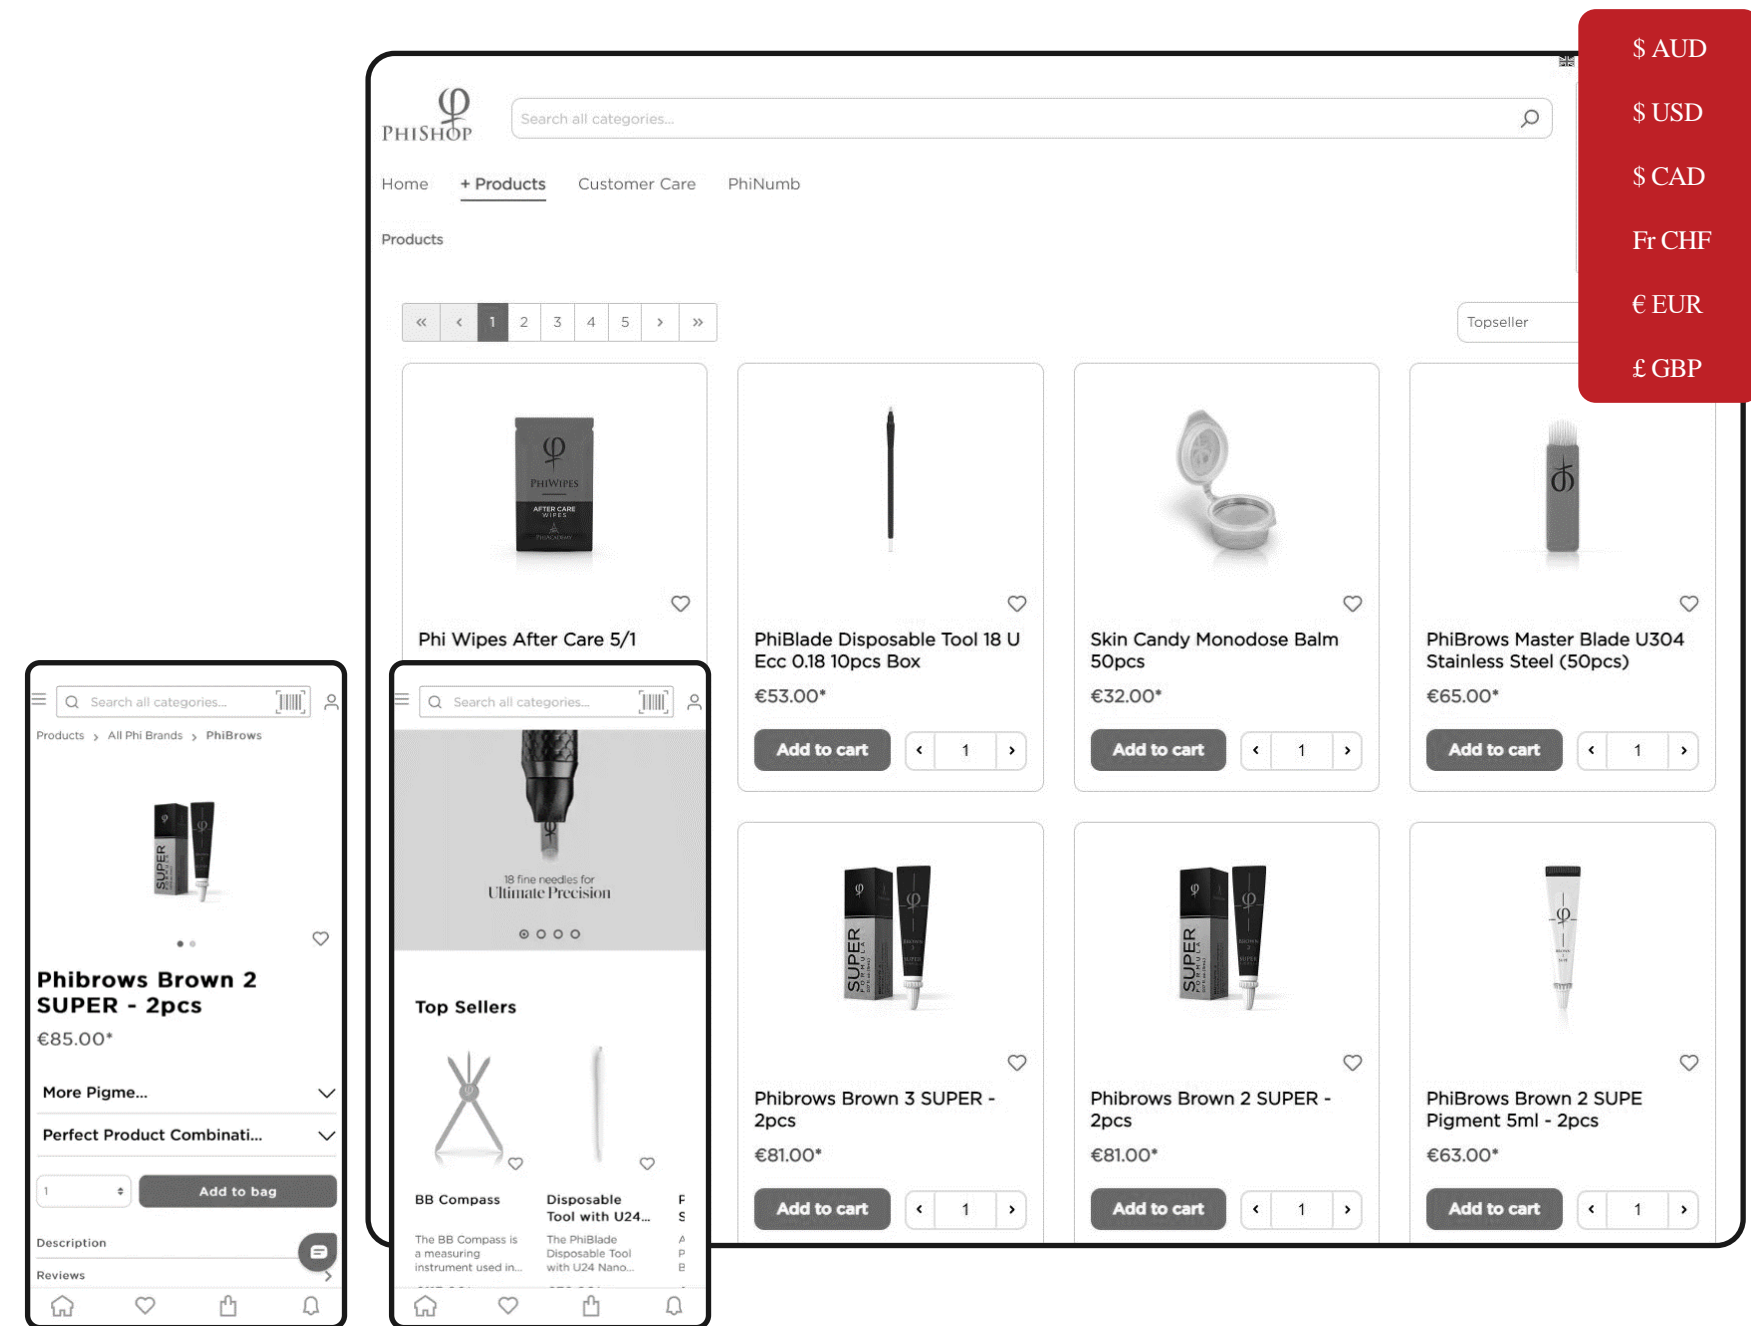 $ AUD
$ USD
$ CAD
Fr CHF
€ EUR
£ GBP
PHISHOP
Search all categories...
Home
+ Products
Customer Care
PhiNumb
Products
« ‹ 1 2 3 4 5 › »
Topseller
PHIWIPES
AFTER CARE
WIPES
PHIACADEMY
Phi Wipes After Care 5/1
PhiBlade Disposable Tool 18 U
Ecc 0.18 10pcs Box
€53.00*
Add to cart
‹ 1 ›
Skin Candy Monodose Balm
50pcs
€32.00*
Add to cart
‹ 1 ›
PhiBrows Master Blade U304
Stainless Steel (50pcs)
€65.00*
Add to cart
‹ 1 ›
SUPER
FORMULA
Phibrows Brown 3 SUPER -
2pcs
€81.00*
Add to cart
‹ 1 ›
SUPER
FORMULA
Phibrows Brown 2 SUPER -
2pcs
€81.00*
Add to cart
‹ 1 ›
PhiBrows Brown 2 SUPE
Pigment 5ml - 2pcs
€63.00*
Add to cart
‹ 1 ›
Search all categories...
Products › All Phi Brands › PhiBrows
SUPER
Phibrows Brown 2
SUPER - 2pcs
€85.00*
More Pigme...
Perfect Product Combinati...
1
Add to bag
Description
Reviews
Search all categories...
18 fine needles for
Ultimate Precision
Top Sellers
BB Compass
The BB Compass is
a measuring
instrument used in...
Disposable
Tool with U24...
The PhiBlade
Disposable Tool
with U24 Nano...